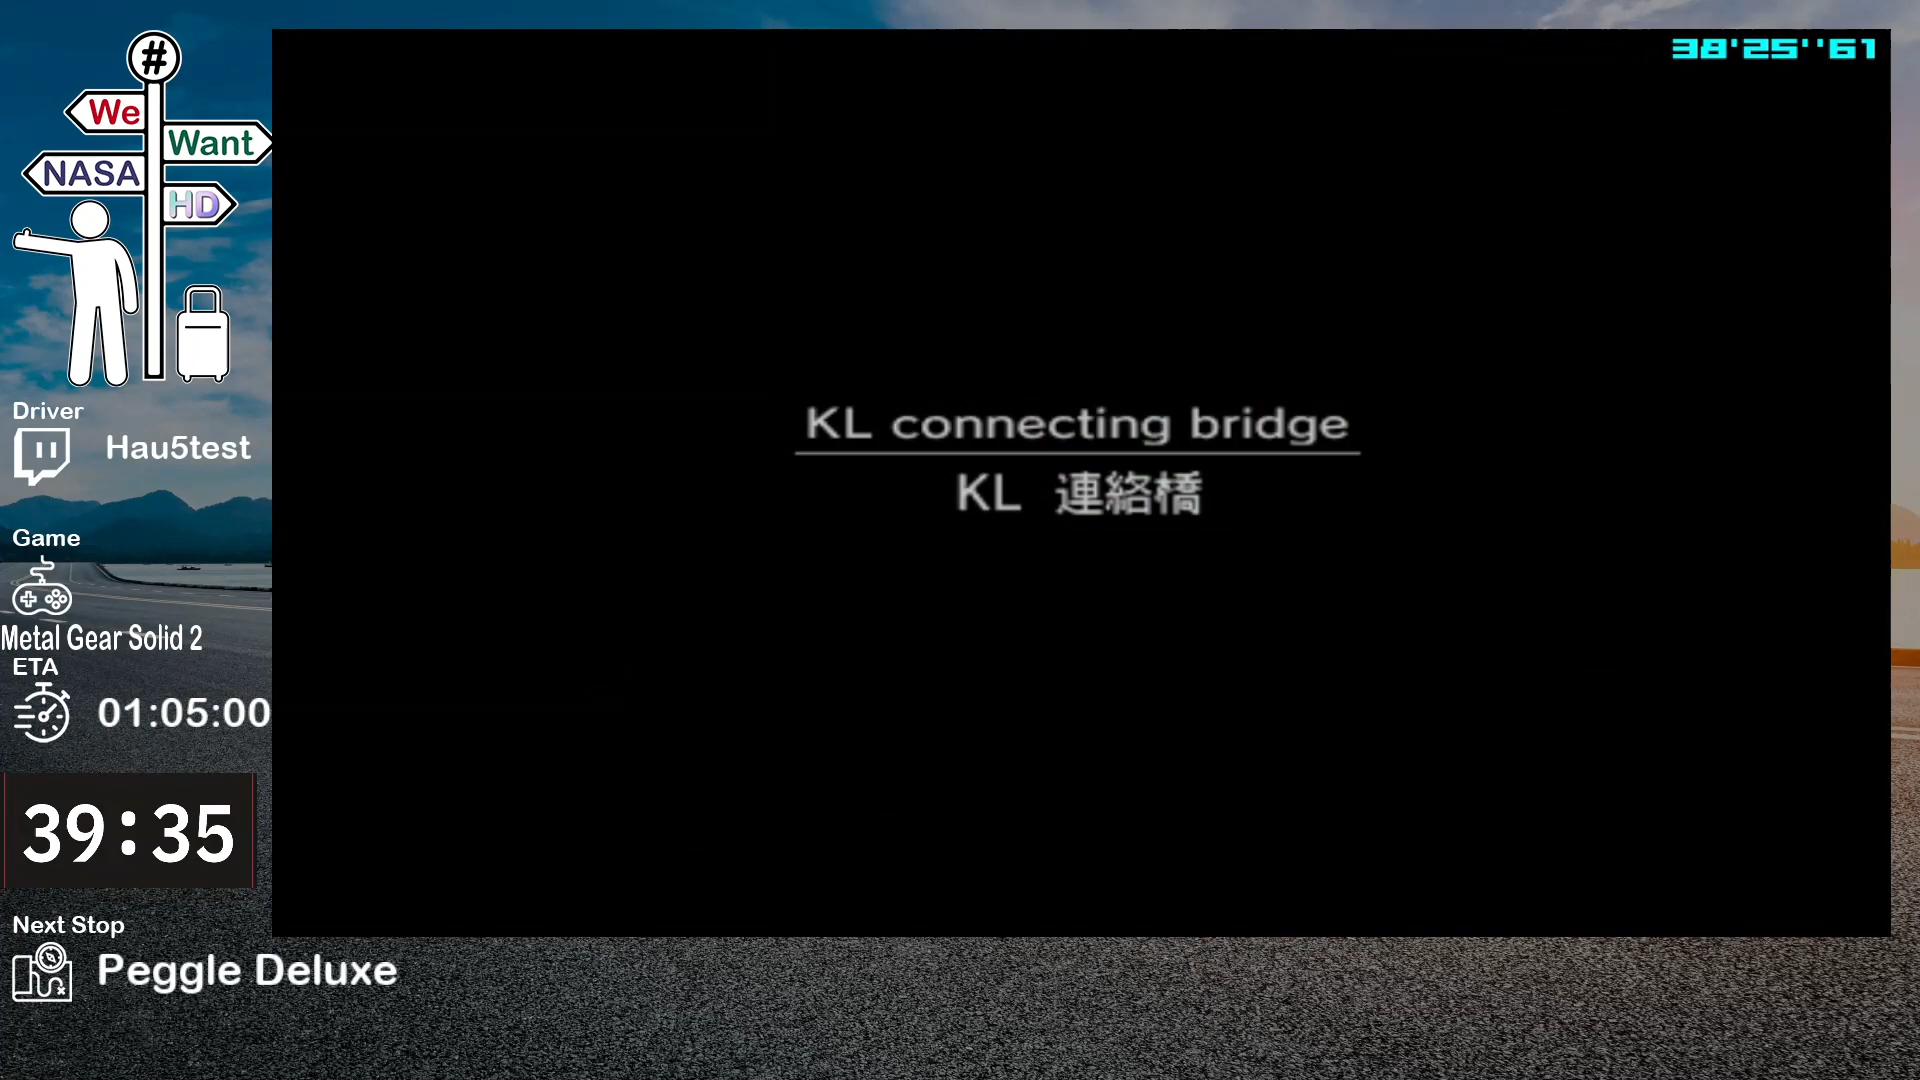 #
We
Want
NASA
HD
Driver
Hau5test
Game
Metal Gear Solid 2
ETA
01:05:00
39:35
Next Stop
Peggle Deluxe
38'25''61
KL connecting bridge
KL 連絡橋